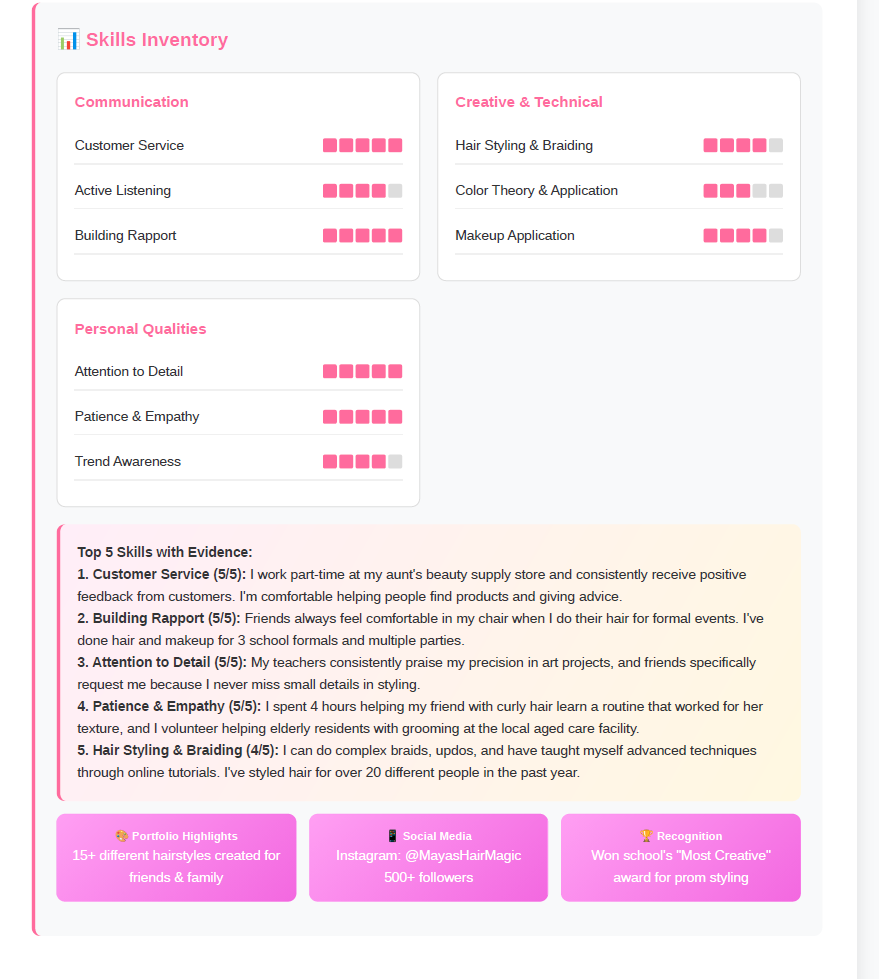 📊 Skills Inventory
Communication
Customer Service
Active Listening
Building Rapport
Creative & Technical
Hair Styling & Braiding
Color Theory & Application
Makeup Application
Personal Qualities
Attention to Detail
Patience & Empathy
Trend Awareness
Top 5 Skills with Evidence:
1. Customer Service (5/5): I work part-time at my aunt's beauty supply store and consistently receive positive
feedback from customers. I'm comfortable helping people find products and giving advice.
2. Building Rapport (5/5): Friends always feel comfortable in my chair when I do their hair for formal events. I've
done hair and makeup for 3 school formals and multiple parties.
3. Attention to Detail (5/5): My teachers consistently praise my precision in art projects, and friends specifically
request me because I never miss small details in styling.
4. Patience & Empathy (5/5): I spent 4 hours helping my friend with curly hair learn a routine that worked for her
texture, and I volunteer helping elderly residents with grooming at the local aged care facility.
5. Hair Styling & Braiding (4/5): I can do complex braids, updos, and have taught myself advanced techniques
through online tutorials. I've styled hair for over 20 different people in the past year.
🎨 Portfolio Highlights
15+ different hairstyles created for
friends & family
📱 Social Media
Instagram: @MayasHairMagic
500+ followers
🏆 Recognition
Won school's "Most Creative"
award for prom styling